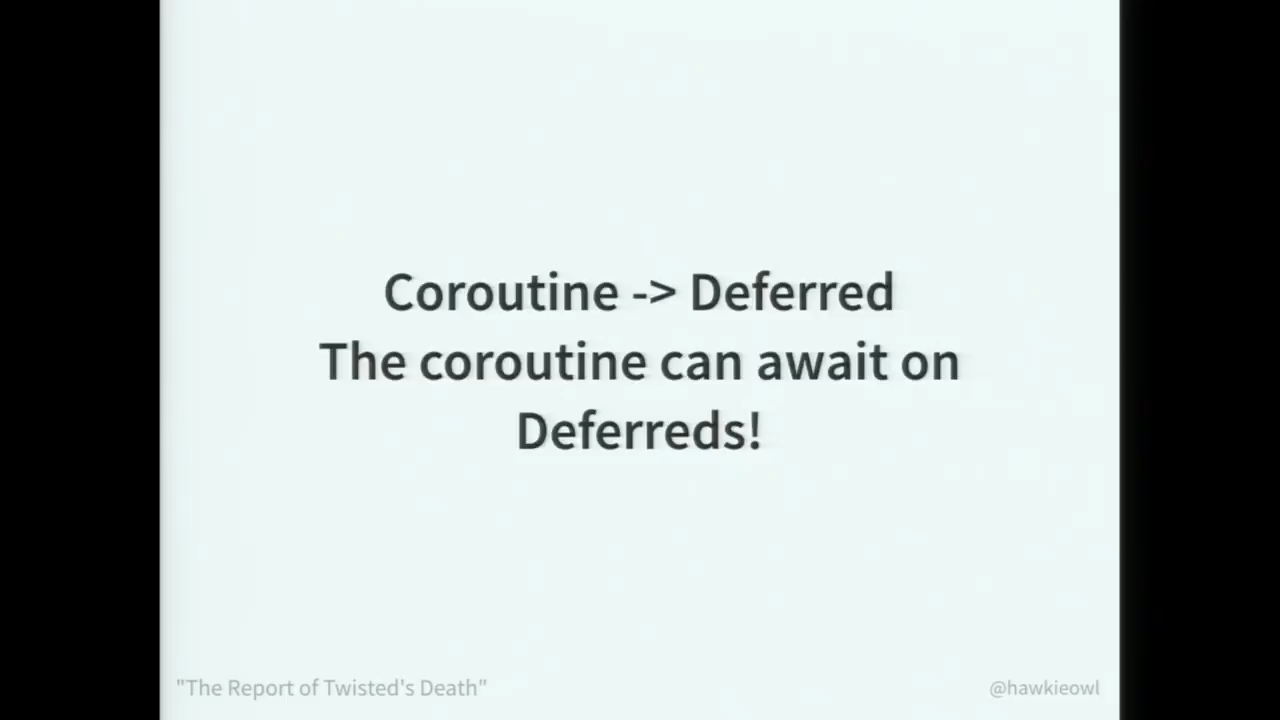 Coroutine -> Deferred
The coroutine can await on
Deferreds!
"The Report of Twisted's Death"
@hawkieowl